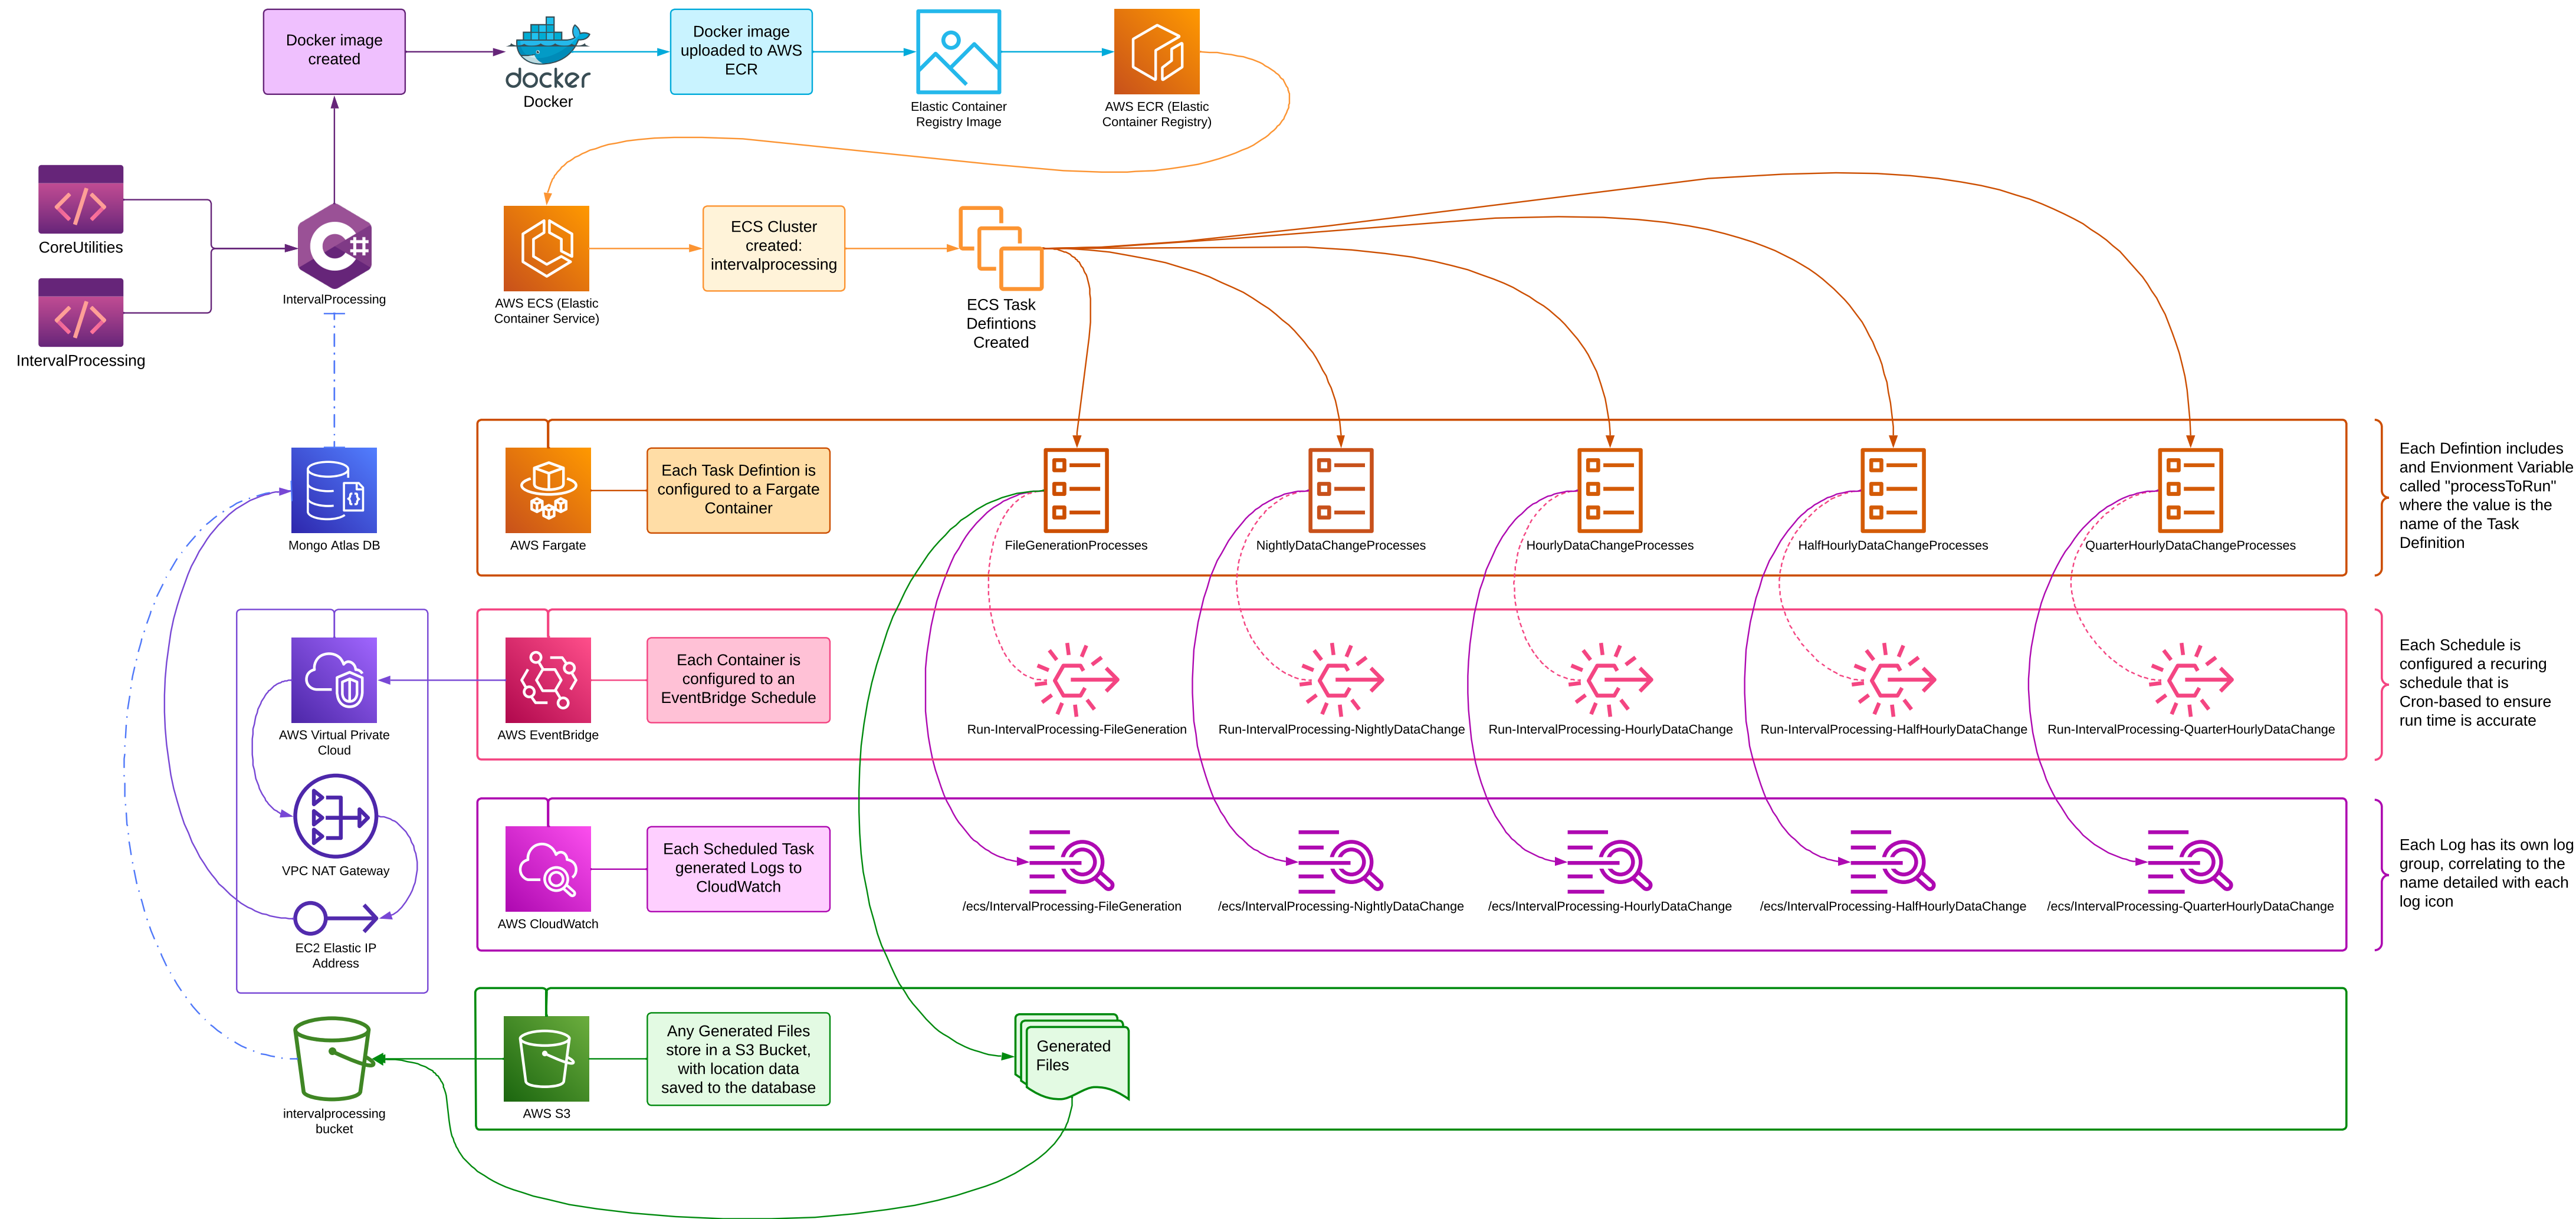 Docker image
created
docker
Docker
Docker image
uploaded to AWS
ECR
Elastic Container
Registry Image
AWS ECR (Elastic
Container Registry)
CoreUtilities
IntervalProcessing
C#
IntervalProcessing
AWS ECS (Elastic
Container Service)
ECS Cluster
created:
intervalprocessing
ECS Task
Defintions
Created
Mongo Atlas DB
AWS Fargate
Each Task Defintion is
configured to a Fargate
Container
FileGenerationProcesses
NightlyDataChangeProcesses
HourlyDataChangeProcesses
HalfHourlyDataChangeProcesses
QuarterHourlyDataChangeProcesses
Each Defintion includes
and Envionment Variable
called "processToRun"
where the value is the
name of the Task
Definition
AWS Virtual Private
Cloud
VPC NAT Gateway
EC2 Elastic IP
Address
AWS EventBridge
Each Container is
configured to an
EventBridge Schedule
Run-IntervalProcessing-FileGeneration
Run-IntervalProcessing-NightlyDataChange
Run-IntervalProcessing-HourlyDataChange
Run-IntervalProcessing-HalfHourlyDataChange
Run-IntervalProcessing-QuarterHourlyDataChange
Each Schedule is
configured a recuring
schedule that is
Cron-based to ensure
run time is accurate
AWS CloudWatch
Each Scheduled Task
generated Logs to
CloudWatch
/ecs/IntervalProcessing-FileGeneration
/ecs/IntervalProcessing-NightlyDataChange
/ecs/IntervalProcessing-HourlyDataChange
/ecs/IntervalProcessing-HalfHourlyDataChange
/ecs/IntervalProcessing-QuarterHourlyDataChange
Each Log has its own log
group, correlating to the
name detailed with each
log icon
intervalprocessing
bucket
AWS S3
Any Generated Files
store in a S3 Bucket,
with location data
saved to the database
Generated
Files